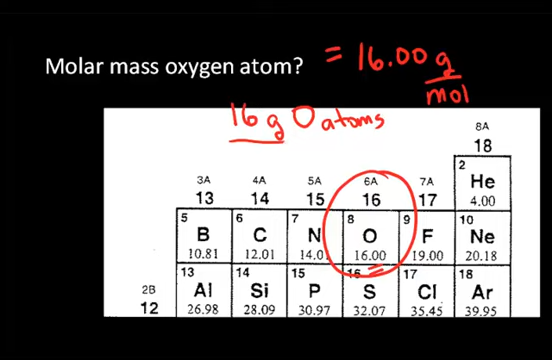 Molar mass oxygen atom? = 16.00 g
mol
16 g O atoms
8A
18
3A 4A 5A 6A 7A
13 14 15 16 17
2 He 4.00
5 6 7 8 9 10
B C N O F Ne
10.81 12.01 14.01 16.00 19.00 20.18
13 14 15 16 17 18
2B
Al Si P S Cl Ar
12
26.98 28.09 30.97 32.07 35.45 39.95